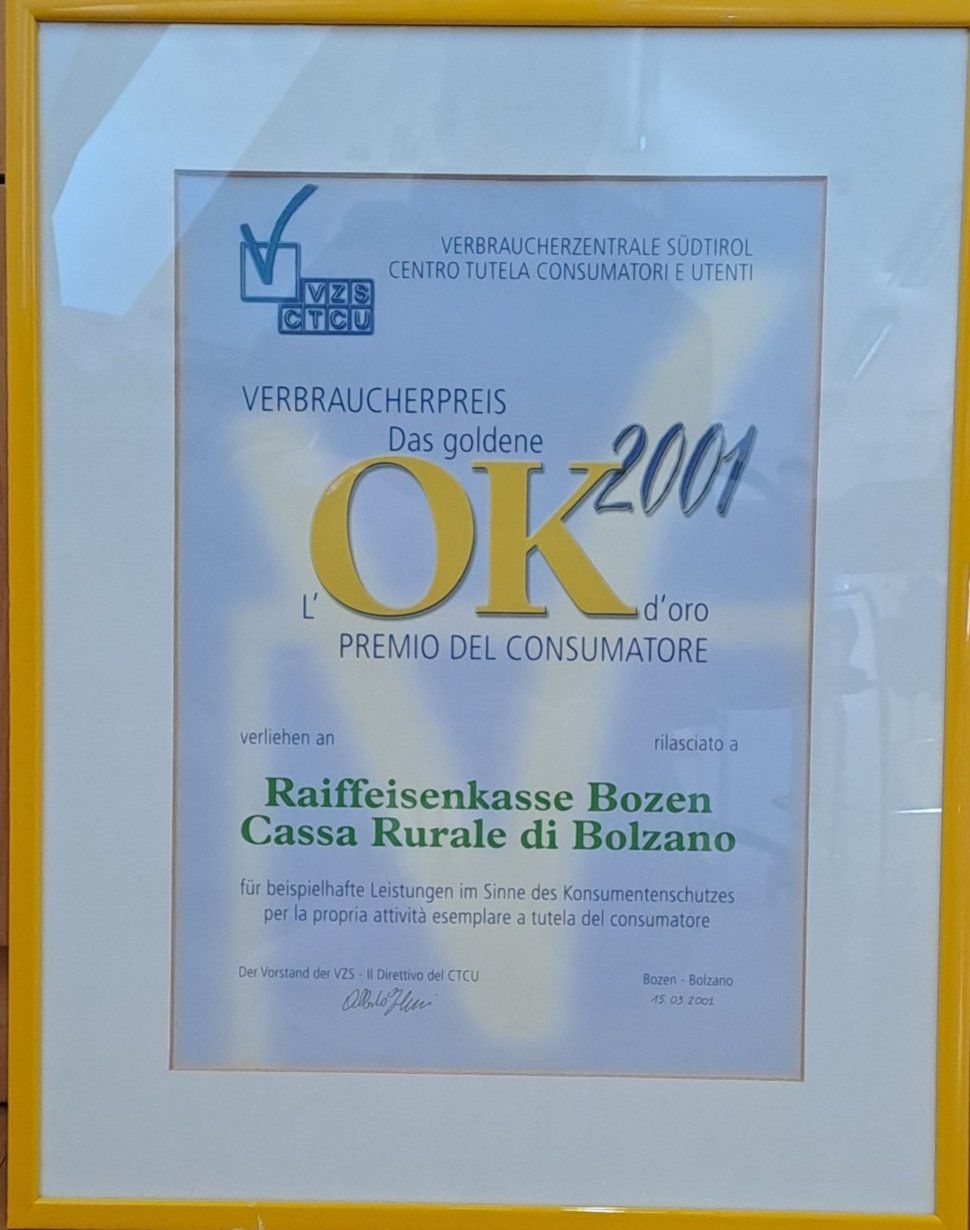 VZS
CTCU
VERBRAUCHERZENTRALE SÜDTIROL
CENTRO TUTELA CONSUMATORI E UTENTI
VERBRAUCHERPREIS
Das goldene
2001
OK
L' d'oro
PREMIO DEL CONSUMATORE
verliehen an
rilasciato a
Raiffeisenkasse Bozen
Cassa Rurale di Bolzano
für beispielhafte Leistungen im Sinne des Konsumentenschutzes
per la propria attività esemplare a tutela del consumatore
Der Vorstand der VZS - Il Direttivo del CTCU
Bozen - Bolzano
15.03.2001